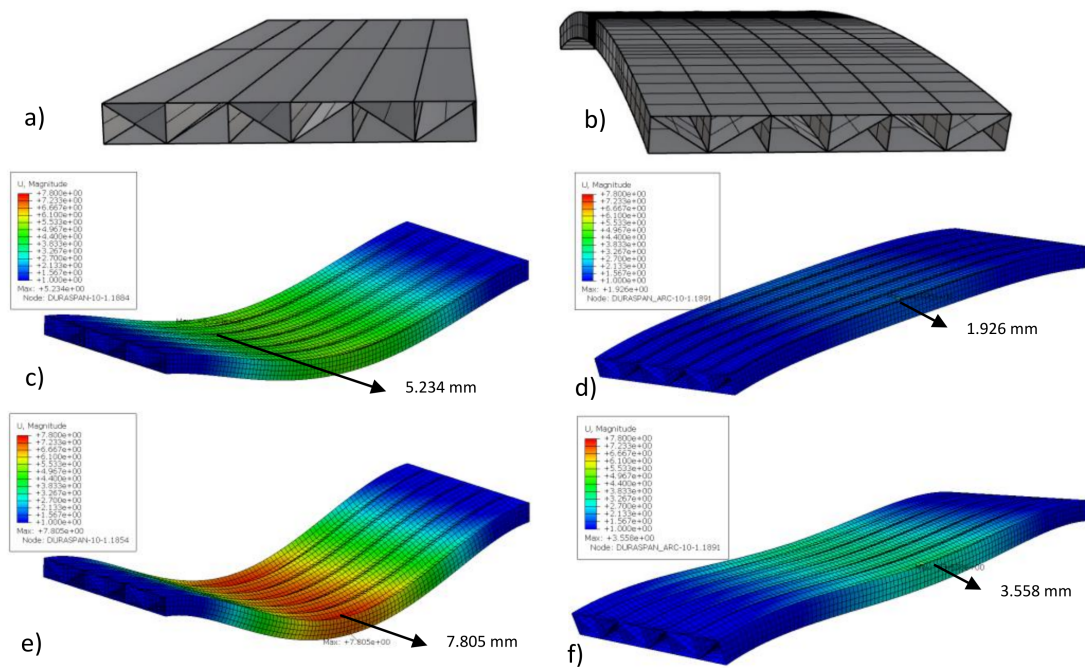 a)
b)
U, Magnitude
+7.800e+00
+7.233e+00
+6.667e+00
+6.100e+00
+5.533e+00
+4.967e+00
+4.400e+00
+3.833e+00
+3.267e+00
+2.700e+00
+2.133e+00
+1.567e+00
+1.000e+00
Max: +5.234e+00
Node: DURASPAN-10-1.1884
c)
5.234 mm
U, Magnitude
+7.800e+00
+7.233e+00
+6.667e+00
+6.100e+00
+5.533e+00
+4.967e+00
+4.400e+00
+3.833e+00
+3.267e+00
+2.700e+00
+2.133e+00
+1.567e+00
+1.000e+00
Max: +1.926e+00
Node: DURASPAN_ARC-10-1.1891
1.926 mm
d)
U, Magnitude
+7.800e+00
+7.233e+00
+6.667e+00
+6.100e+00
+5.533e+00
+4.967e+00
+4.400e+00
+3.833e+00
+3.267e+00
+2.700e+00
+2.133e+00
+1.567e+00
+1.000e+00
Max: +7.805e+00
Node: DURASPAN-10-1.1854
Max: +7.805e+00
7.805 mm
e)
U, Magnitude
+7.800e+00
+7.233e+00
+6.667e+00
+6.100e+00
+5.533e+00
+4.967e+00
+4.400e+00
+3.833e+00
+3.267e+00
+2.700e+00
+2.133e+00
+1.567e+00
+1.000e+00
Max: +3.558e+00
Node: DURASPAN_ARC-10-1.1891
3.558 mm
f)